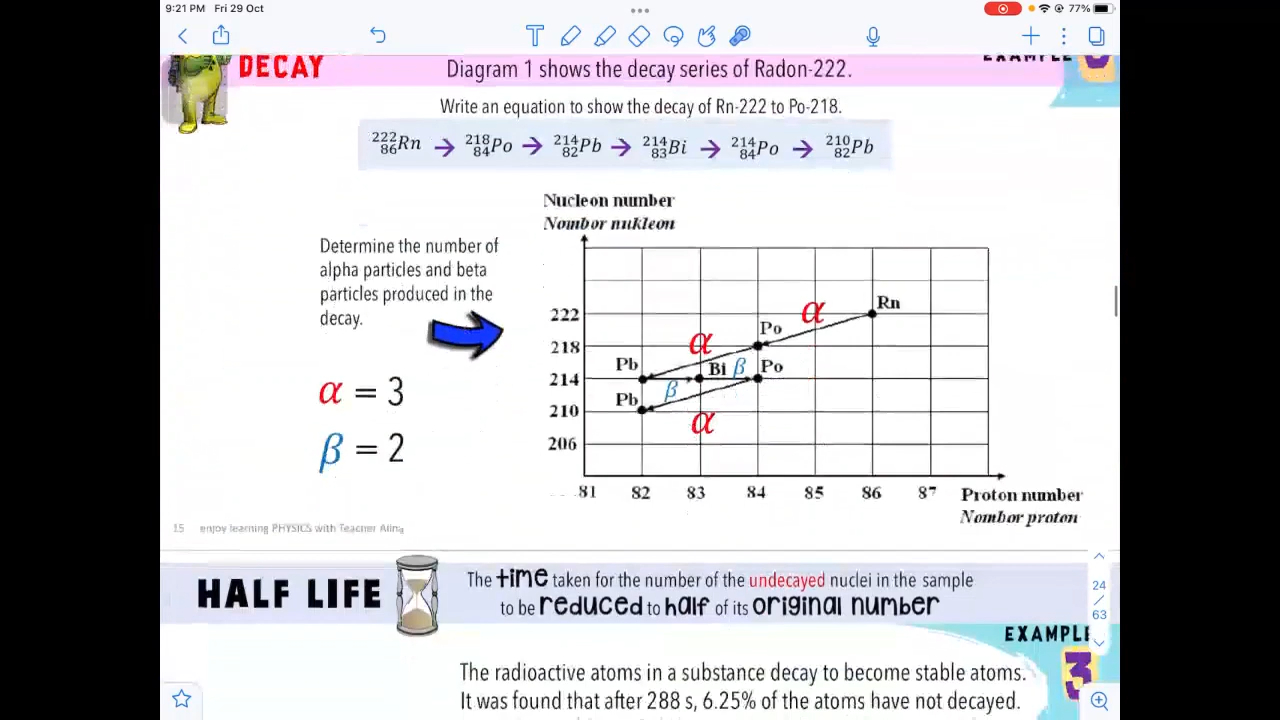 9:21 PM Fri 29 Oct
77%
DECAY
Diagram 1 shows the decay series of Radon-222.
EXAMPLE
Write an equation to show the decay of Rn-222 to Po-218.
²²²₈₆Rn → ²¹⁸₈₄Po → ²¹⁴₈₂Pb → ²¹⁴₈₃Bi → ²¹⁴₈₄Po → ²¹⁰₈₂Pb
Nucleon number
Nombor nukleon
Determine the number of
alpha particles and beta
particles produced in the
decay.
α = 3
β = 2
222
218
214
210
206
Rn
α
Po
α
Pb
Bi
β
Po
β
Pb
α
81 82 83 84 85 86 87
Proton number
Nombor proton
15 enjoy learning PHYSICS with Teacher Alina
HALF LIFE
The time taken for the number of the undecayed nuclei in the sample
to be reduced to half of its original number
24
/
63
EXAMPLE
3
The radioactive atoms in a substance decay to become stable atoms.
It was found that after 288 s, 6.25% of the atoms have not decayed.